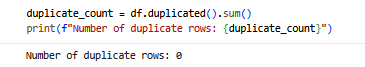 duplicate_count = df.duplicated().sum()
print(f"Number of duplicate rows: {duplicate_count}")
Number of duplicate rows: 0